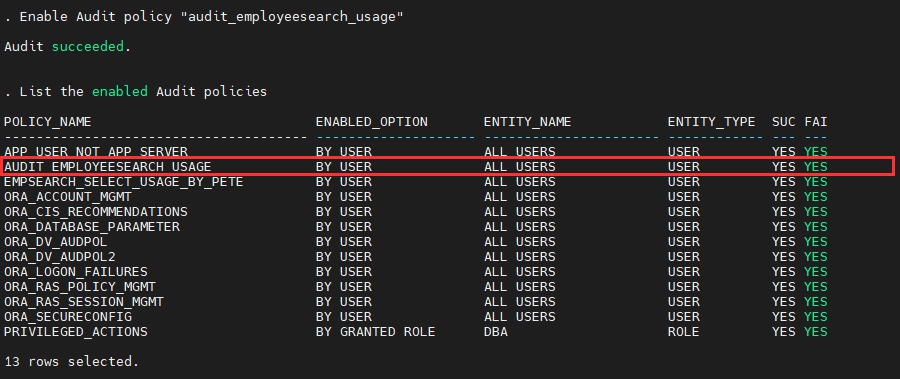 . Enable Audit policy "audit_employeesearch_usage"
Audit succeeded.
. List the enabled Audit policies
POLICY_NAME                            ENABLED_OPTION       ENTITY_NAME            ENTITY_TYPE  SUC FAI
-------------------------------------- -------------------- ---------------------- ------------ --- ---
APP_USER_NOT_APP_SERVER                BY USER              ALL USERS              USER         YES YES
AUDIT_EMPLOYEESEARCH_USAGE             BY USER              ALL USERS              USER         YES YES
EMPSEARCH_SELECT_USAGE_BY_PETE         BY USER              ALL USERS              USER         YES YES
ORA_ACCOUNT_MGMT                       BY USER              ALL USERS              USER         YES YES
ORA_CIS_RECOMMENDATIONS                BY USER              ALL USERS              USER         YES YES
ORA_DATABASE_PARAMETER                 BY USER              ALL USERS              USER         YES YES
ORA_DV_AUDPOL                          BY USER              ALL USERS              USER         YES YES
ORA_DV_AUDPOL2                         BY USER              ALL USERS              USER         YES YES
ORA_LOGON_FAILURES                     BY USER              ALL USERS              USER         YES YES
ORA_RAS_POLICY_MGMT                    BY USER              ALL USERS              USER         YES YES
ORA_RAS_SESSION_MGMT                   BY USER              ALL USERS              USER         YES YES
ORA_SECURECONFIG                       BY USER              ALL USERS              USER         YES YES
PRIVILEGED_ACTIONS                     BY GRANTED ROLE      DBA                    ROLE         YES YES
13 rows selected.